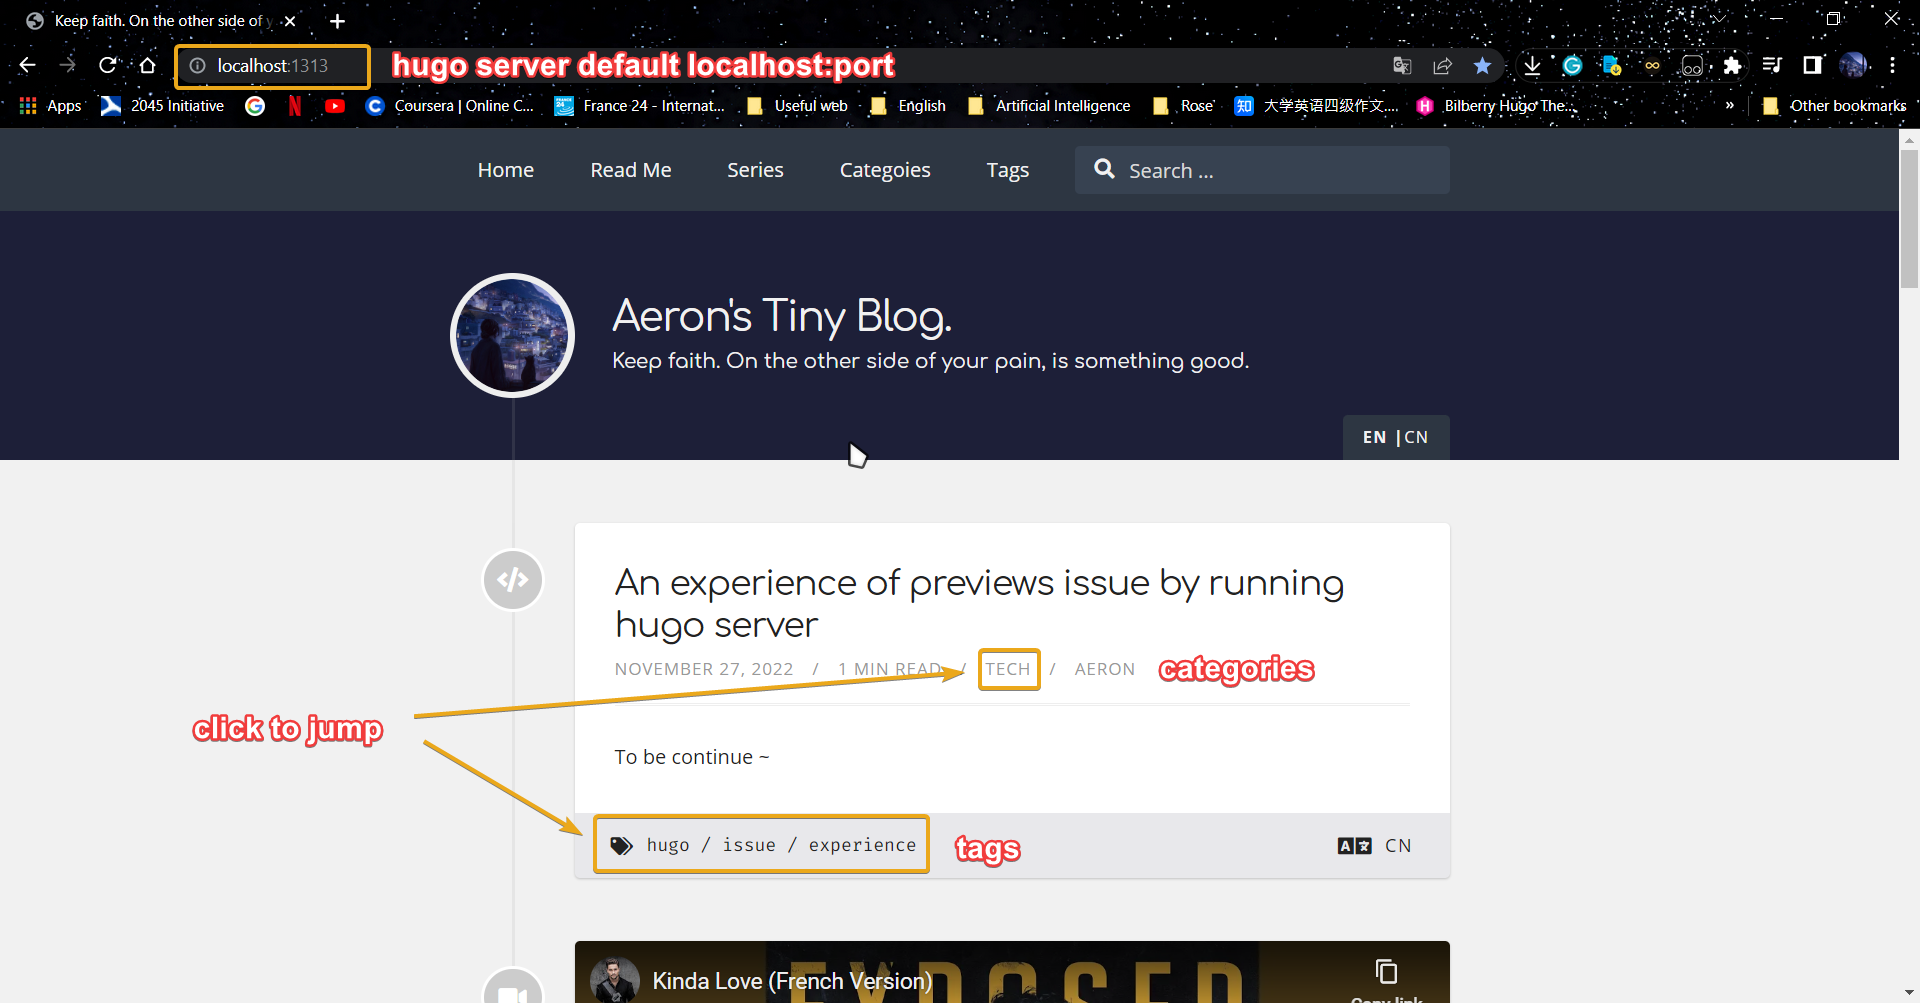 Keep faith. On the other side of y
localhost:1313
hugo server default localhost:port
Apps
2045 Initiative
Coursera | Online C...
France 24 - Internat...
Useful web
English
Artificial Intelligence
Rose
大学英语四级作文....
Bilberry Hugo The...
»
Other bookmarks
Home
Read Me
Series
Categoies
Tags
Search ...
Aeron's Tiny Blog.
Keep faith. On the other side of your pain, is something good.
EN | CN
An experience of previews issue by running
hugo server
NOVEMBER 27, 2022 / 1 MIN READ / TECH / AERON
categories
click to jump
To be continue ~
hugo / issue / experience
tags
CN
Kinda Love (French Version)
EXPOSED
Copy link